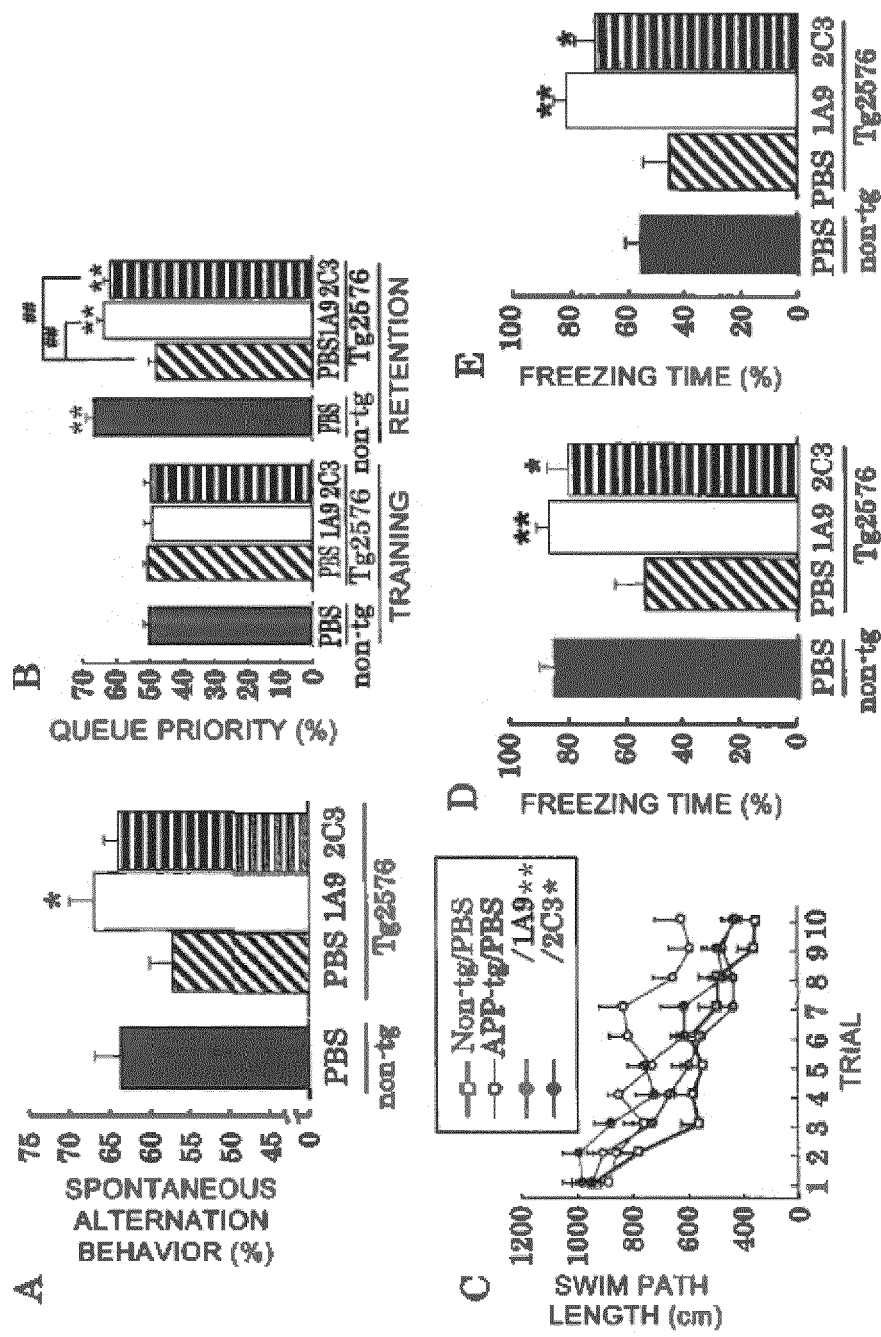 A
SPONTANEOUS
ALTERNATION
BEHAVIOR (%)
75
65
60
55
50
45
0
*
PBS PBS 1A9 2C3
non-tg Tg2576
B
QUEUE PRIORITY (%)
70
60
50
40
30
20
10
0
##
##
** ** **
PBS PBS 1A9 2C3 PBS PBS 1A9 2C3
non-tg Tg2576 non-tg Tg2576
TRAINING RETENTION
C
SWIM PATH
LENGTH (cm)
1200
1000
800
600
400
0
Non-tg/PBS
APP-tg/PBS
/1A9**
/2C3*
1 2 3 4 5 6 7 8 9 10
TRIAL
D
FREEZING TIME (%)
100
80
60
40
20
0
** *
PBS PBS 1A9 2C3
non-tg Tg2576
E
FREEZING TIME (%)
100
80
60
40
20
0
** *
PBS PBS 1A9 2C3
non-tg Tg2576